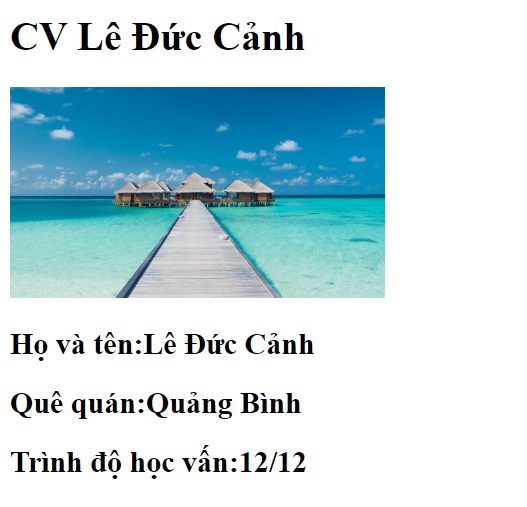 CV Lê Đức Cảnh
Họ và tên:Lê Đức Cảnh
Quê quán:Quảng Bình
Trình độ học vấn:12/12